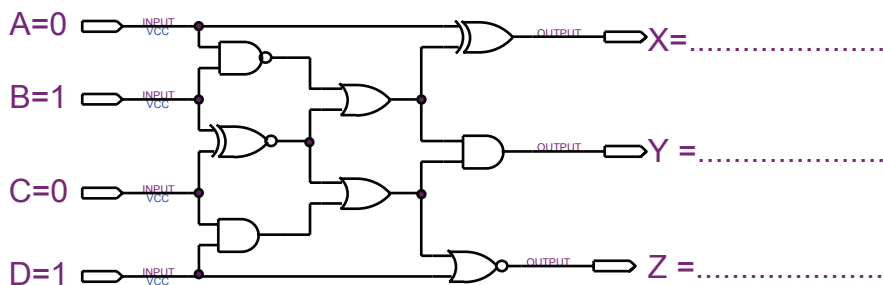 A=0 INPUT VCC OUTPUT X=....................
B=1 INPUT VCC
OUTPUT Y =...................
C=0 INPUT VCC
D=1 INPUT VCC OUTPUT Z =...................